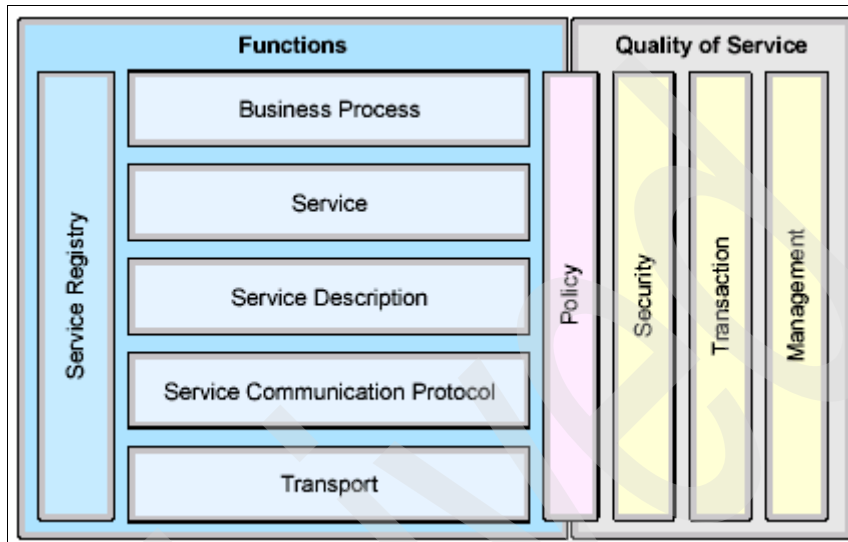 Functions
Quality of Service
Service Registry
Business Process
Service
Service Description
Service Communication Protocol
Transport
Policy
Security
Transaction
Management